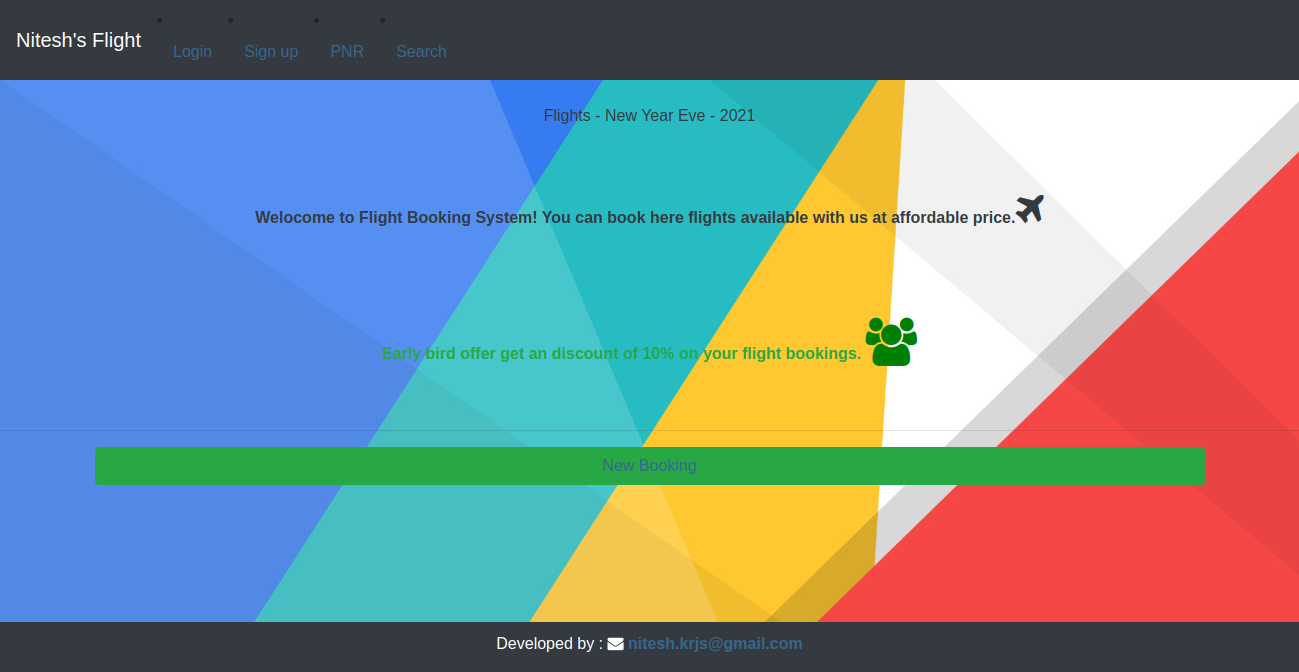 Nitesh's Flight
Login Sign up PNR Search
Flights - New Year Eve - 2021
Welocome to Flight Booking System! You can book here flights available with us at affordable price.
Early bird offer get an discount of 10% on your flight bookings.
New Booking
Developed by : nitesh.krjs@gmail.com